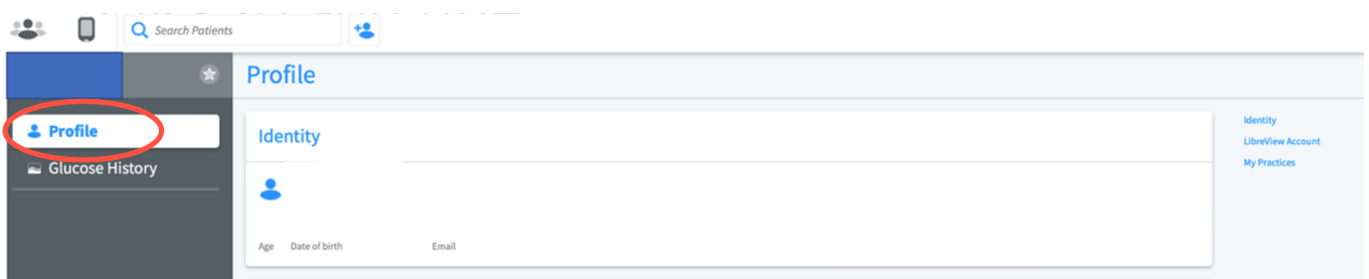 Search Patients
Profile
Profile
Glucose History
Identity
Age Date of birth Email
Identity
LibreView Account
My Practices